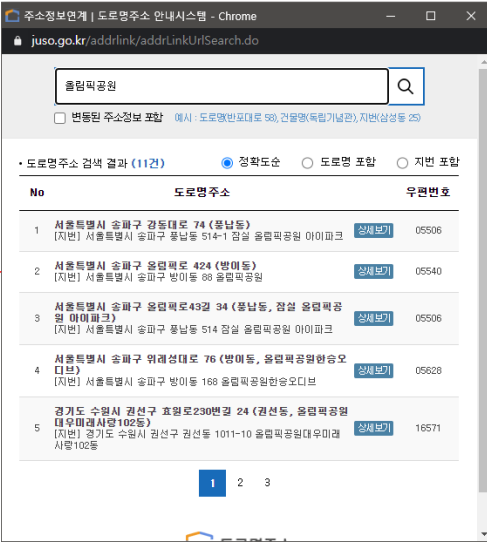 주소정보연계 | 도로명주소 안내시스템 - Chrome
juso.go.kr/addrlink/addrLinkUrlSearch.do
올림픽공원
변동된 주소정보 포함 예시 : 도로명(반포대로 58), 건물명(독립기념관), 지번(삼성동 25)
• 도로명주소 검색 결과 (11건) 정확도순 도로명 포함 지번 포함
No 도로명주소 우편번호
1 서울특별시 송파구 강동대로 74 (풍납동) 상세보기 05506
[지번] 서울특별시 송파구 풍납동 514-1 잠실 올림픽공원 아이파크
2 서울특별시 송파구 올림픽로 424 (방이동) 상세보기 05540
[지번] 서울특별시 송파구 방이동 88 올림픽공원
3 서울특별시 송파구 올림픽로43길 34 (풍납동, 잠실 올림픽공
원 아이파크) 상세보기 05506
[지번] 서울특별시 송파구 풍납동 514 잠실 올림픽공원 아이파크
4 서울특별시 송파구 위례성대로 76 (방이동, 올림픽공원한승오
디브) 상세보기 05628
[지번] 서울특별시 송파구 방이동 168 올림픽공원한승오디브
5 경기도 수원시 권선구 효원로230번길 24 (권선동, 올림픽공원
대우미래사랑102동) 상세보기 16571
[지번] 경기도 수원시 권선구 권선동 1011-10 올림픽공원대우미래
사랑102동
1 2 3
도로명주소